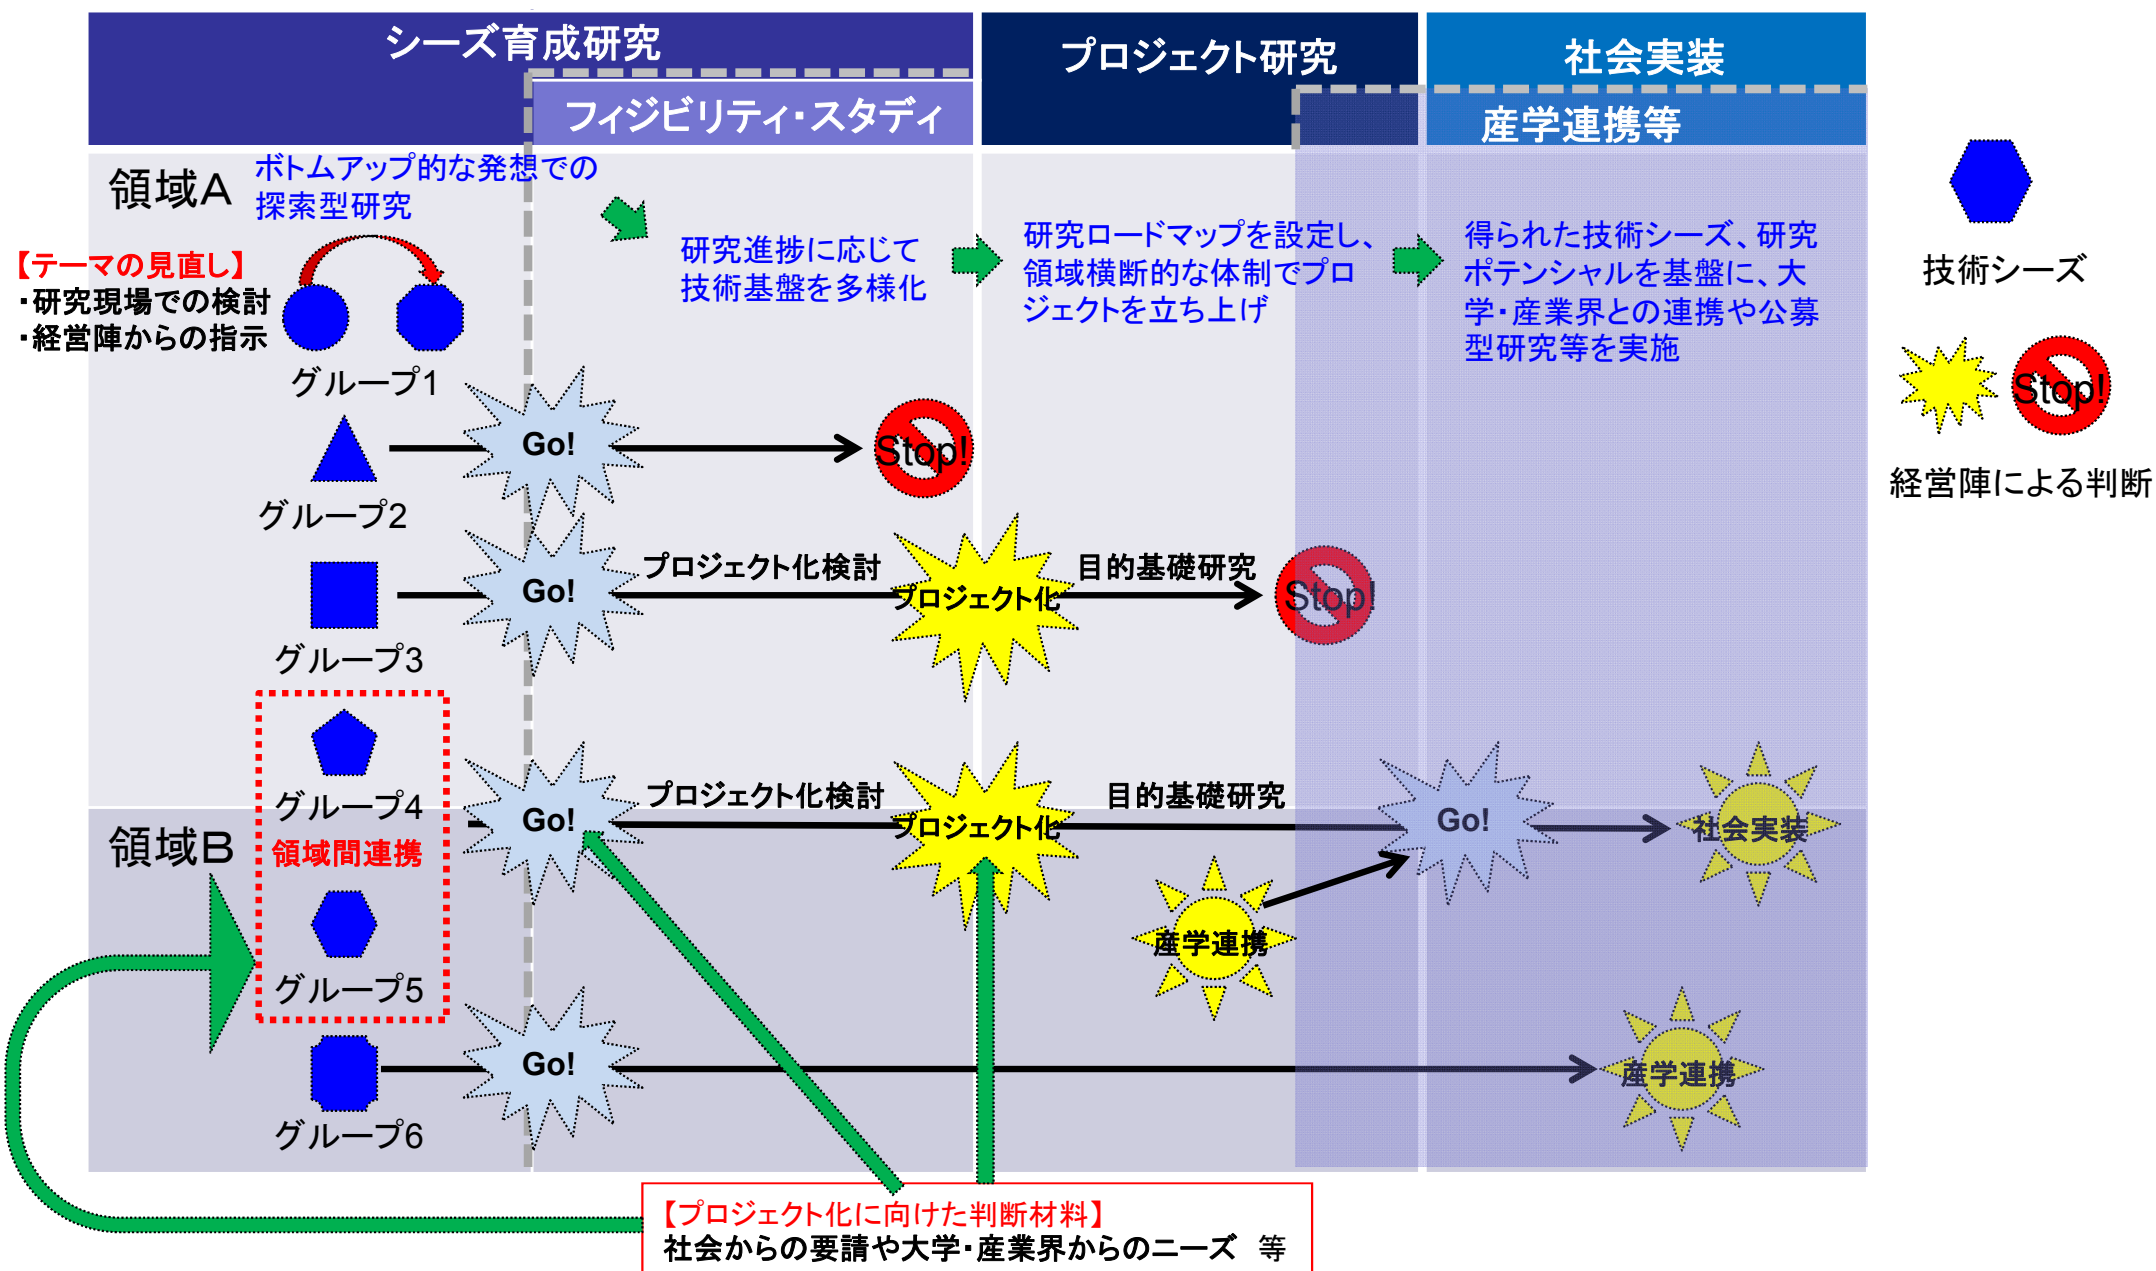 シーズ育成研究
フィジビリティ・スタディ
プロジェクト研究
社会実装
産学連携等
領域A
ボトムアップ的な発想での
探索型研究
【テーマの見直し】
・研究現場での検討
・経営陣からの指示
グループ1
研究進捗に応じて
技術基盤を多様化
研究ロードマップを設定し、
領域横断的な体制でプロ
ジェクトを立ち上げ
得られた技術シーズ、研究
ポテンシャルを基盤に、大
学・産業界との連携や公募
型研究等を実施
技術シーズ
Stop!
経営陣による判断
Go!
Stop!
グループ2
Go!
プロジェクト化検討
プロジェクト化
目的基礎研究
Stop!
グループ3
グループ4
Go!
プロジェクト化検討
プロジェクト化
目的基礎研究
Go!
社会実装
領域B
領域間連携
産学連携
グループ5
Go!
産学連携
グループ6
【プロジェクト化に向けた判断材料】
社会からの要請や大学・産業界からのニーズ 等